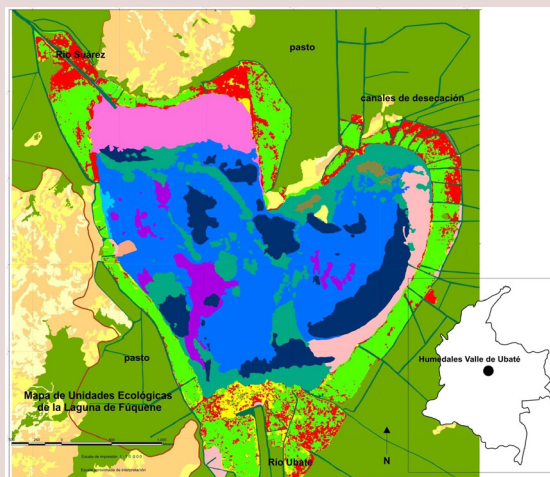 pasto
Río Suárez
canales de desecación
pasto
Humedales Valle de Ubaté
Mapa de Unidades Ecológicas
de la Laguna de Fúquene
Río Ubaté
N